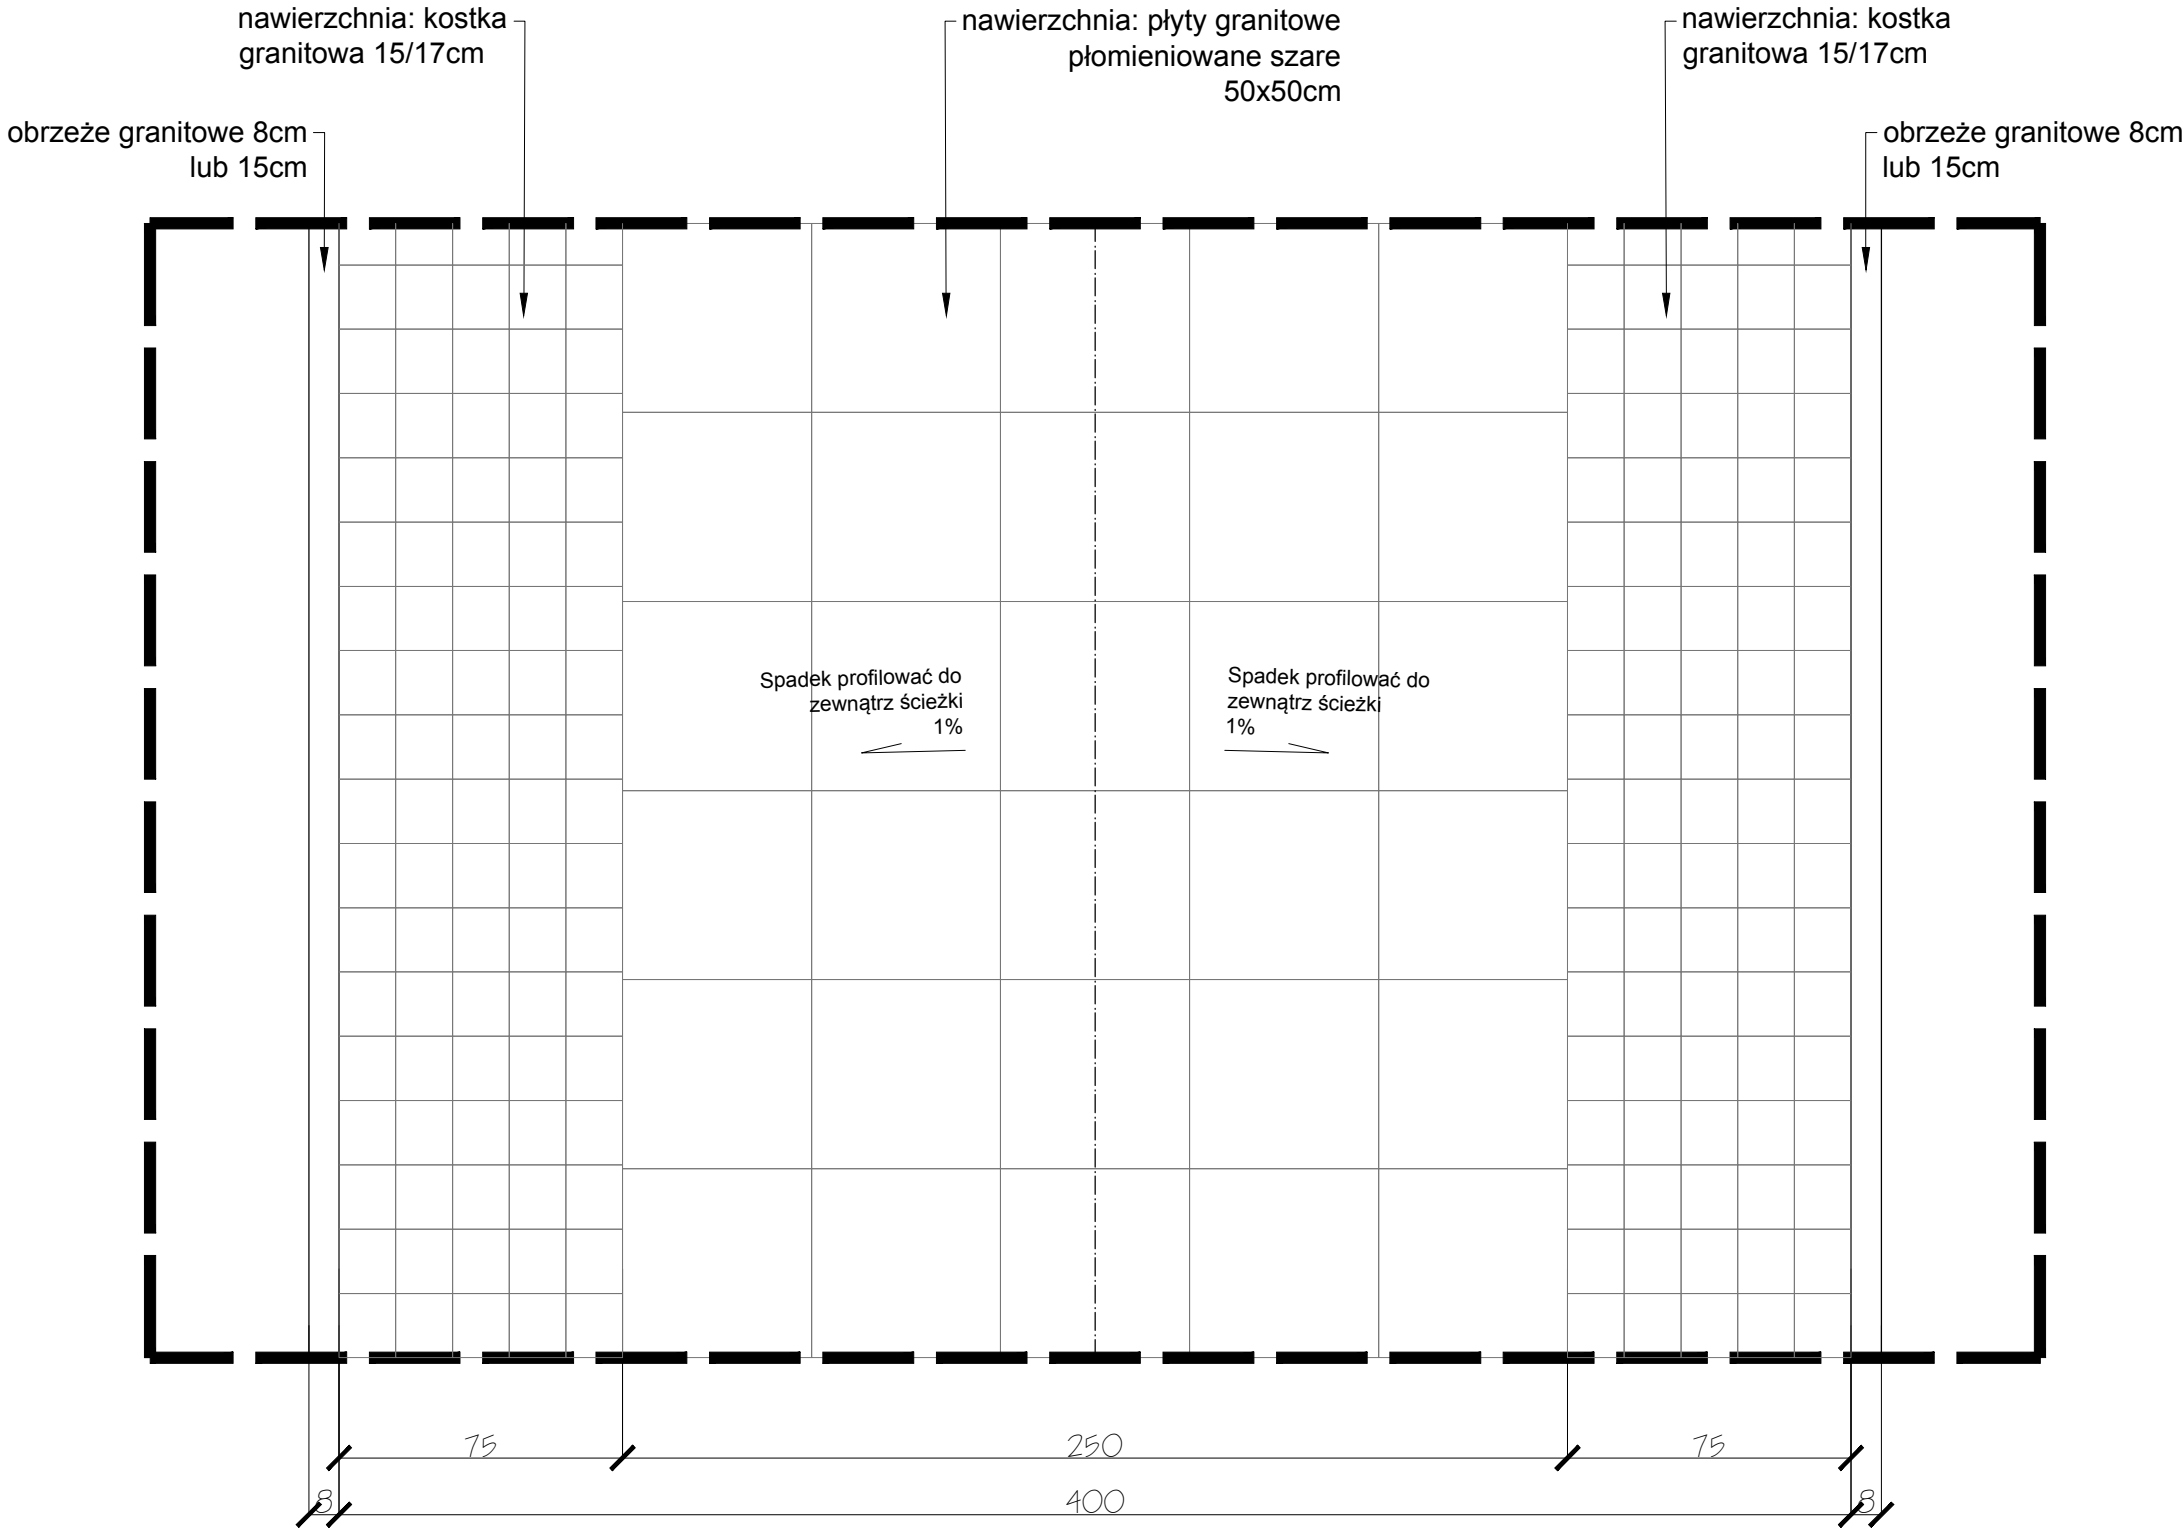 nawierzchnia: kostka
granitowa 15/17cm
nawierzchnia: płyty granitowe
płomieniowane szare
50x50cm
nawierzchnia: kostka
granitowa 15/17cm
obrzeże granitowe 8cm
lub 15cm
obrzeże granitowe 8cm
lub 15cm
Spadek profilować do
zewnątrz ścieżki
1%
Spadek profilować do
zewnątrz ścieżki
1%
75
250
75
8
400
8